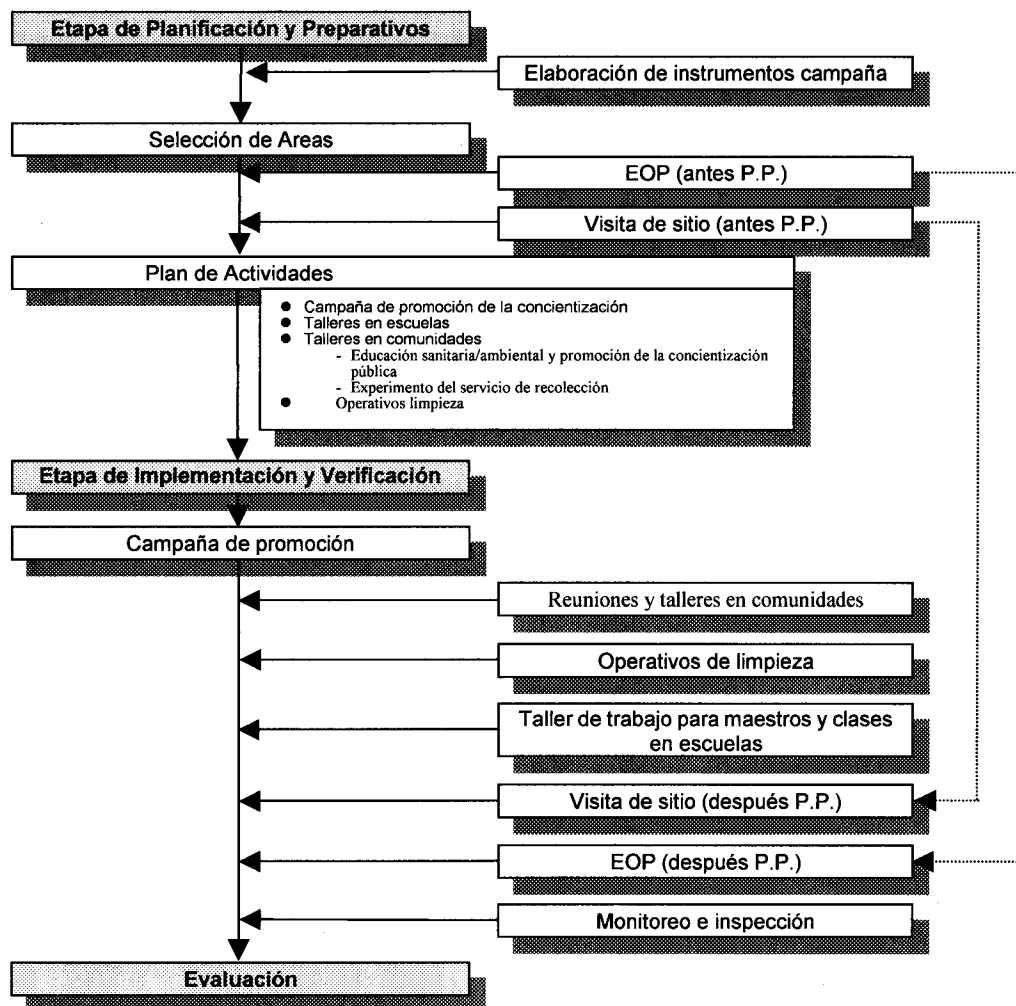 Etapa de Planificación y Preparativos
Elaboración de instrumentos campaña
Selección de Areas
EOP (antes P.P.)
Visita de sitio (antes P.P.)
Plan de Actividades
● Campaña de promoción de la concientización
● Talleres en escuelas
● Talleres en comunidades
- Educación sanitaria/ambiental y promoción de la concientización
pública
- Experimento del servicio de recolección
● Operativos limpieza
Etapa de Implementación y Verificación
Campaña de promoción
Reuniones y talleres en comunidades
Operativos de limpieza
Taller de trabajo para maestros y clases
en escuelas
Visita de sitio (después P.P.)
EOP (después P.P.)
Monitoreo e inspección
Evaluación